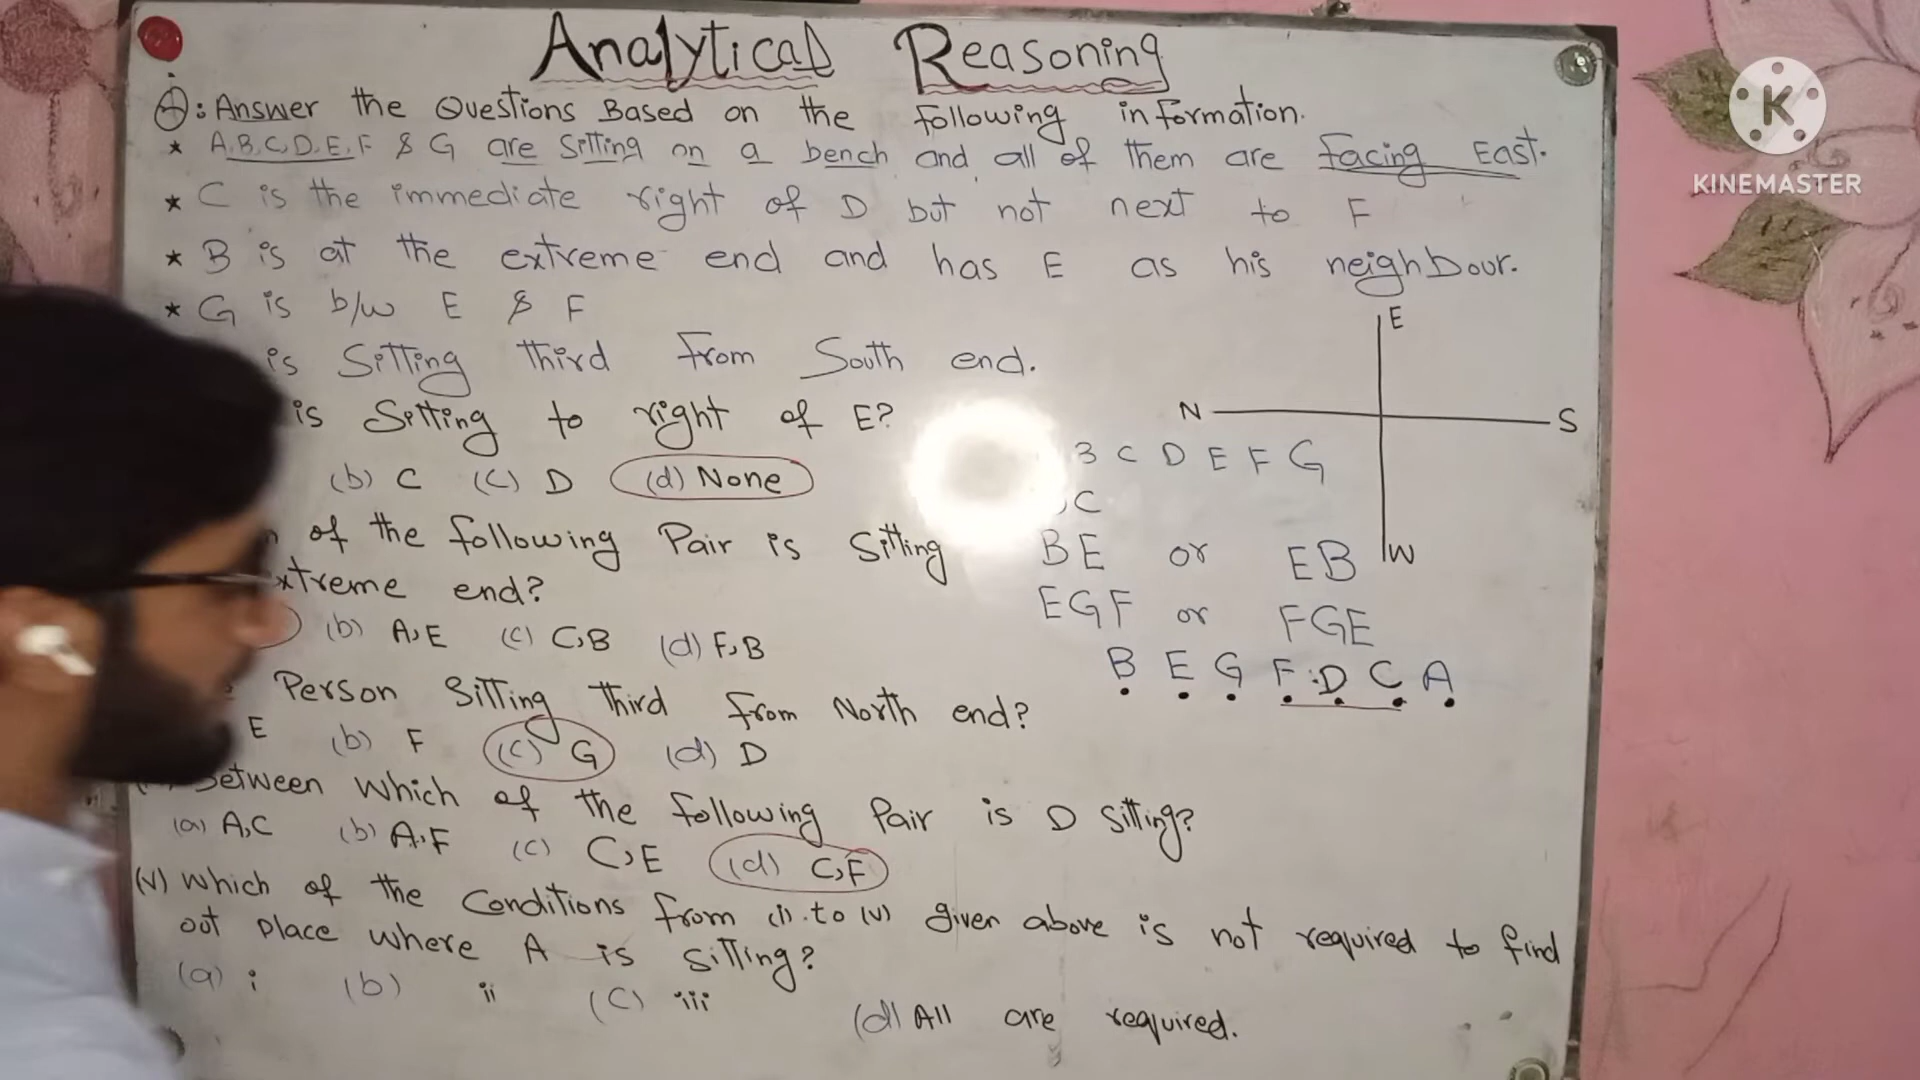 Analytical Reasoning
Q: Answer the Questions Based on the following information.
★ A,B,C,D,E,F & G are Sitting on a bench and all of them are facing East.
★ C is the immediate right of D but not next to F
★ B is at the extreme end and has E as his neighbour.
★ G is b/w E & F
is Sitting third from South end.
is Sitting to right of E?
(b) C (c) D (d) None
of the following Pair is Sitting
extreme end?
(b) A,E (c) C,B (d) F,B
Person Sitting third from North end?
E (b) F (c) G (d) D
Between which of the following Pair is D sitting?
(a) A,C (b) A,F (c) C,E (d) C,F
(v) which of the Conditions from (i) to (v) given above is not required to find
out place where A is sitting?
(a) i (b) ii (c) iii (d) All are required.
E
N S
W
B C D E F G
C
BE or EB
EGF or FGE
B E G F D C A
K
KINEMASTER